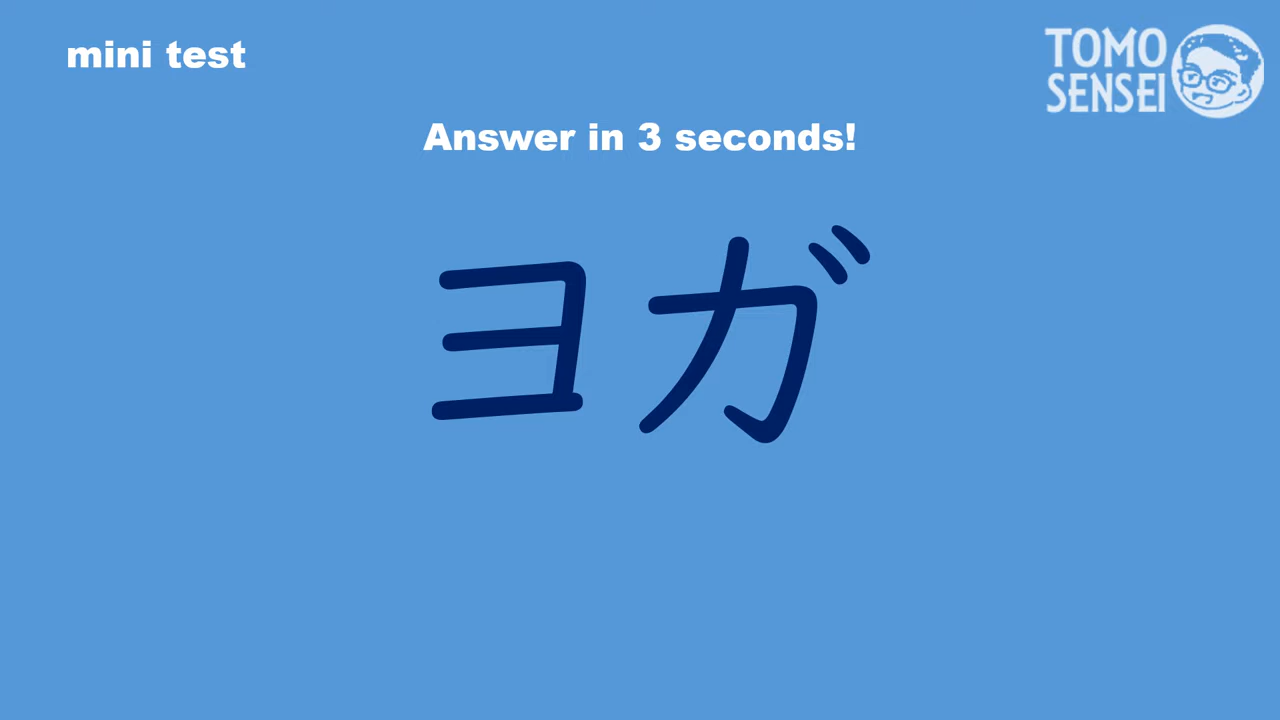 mini test
TOMO
SENSEI
Answer in 3 seconds!
ヨガ